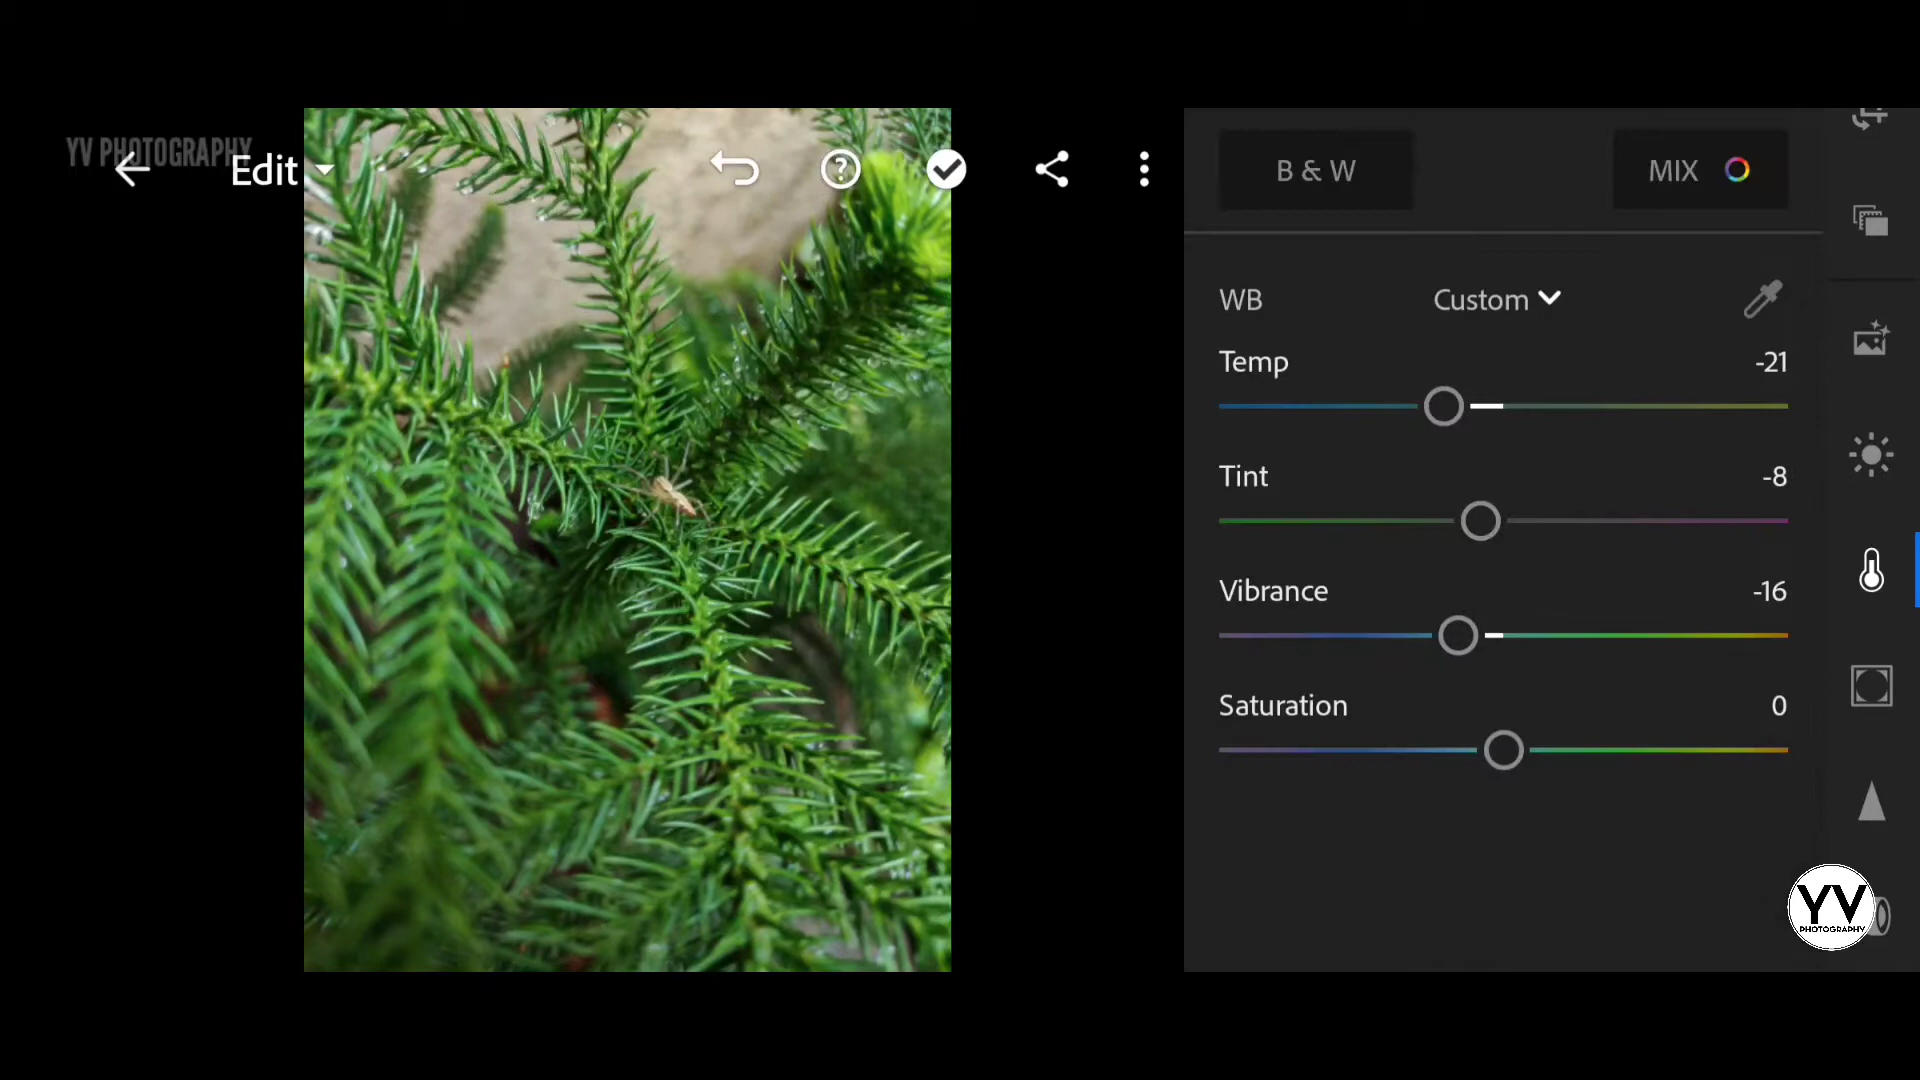 YV PHOTOGRAPHY
Edit
B & W
MIX
WB
Custom
Temp
-21
Tint
-8
Vibrance
-16
Saturation
0
YV
PHOTOGRAPHY